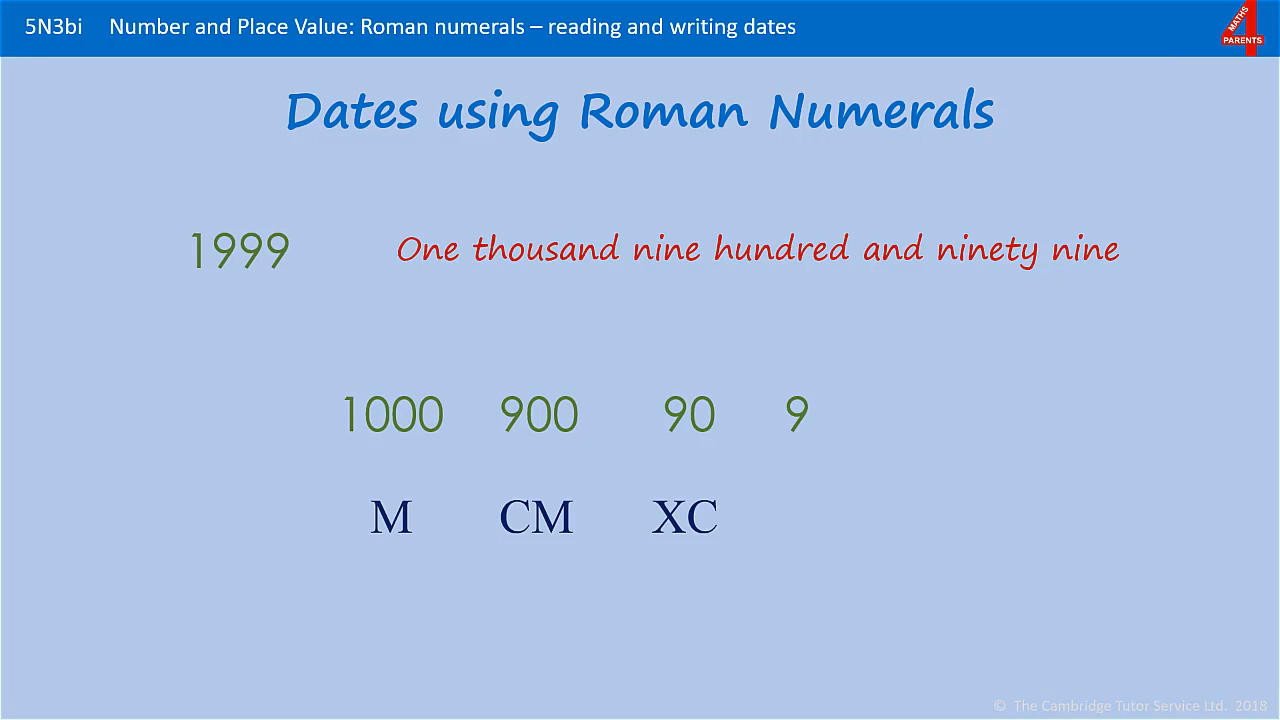 5N3bi Number and Place Value: Roman numerals – reading and writing dates
MATHS
4
PARENTS
Dates using Roman Numerals
1999 One thousand nine hundred and ninety nine
1000 900 90 9
M CM XC
© The Cambridge Tutor Service Ltd. 2018